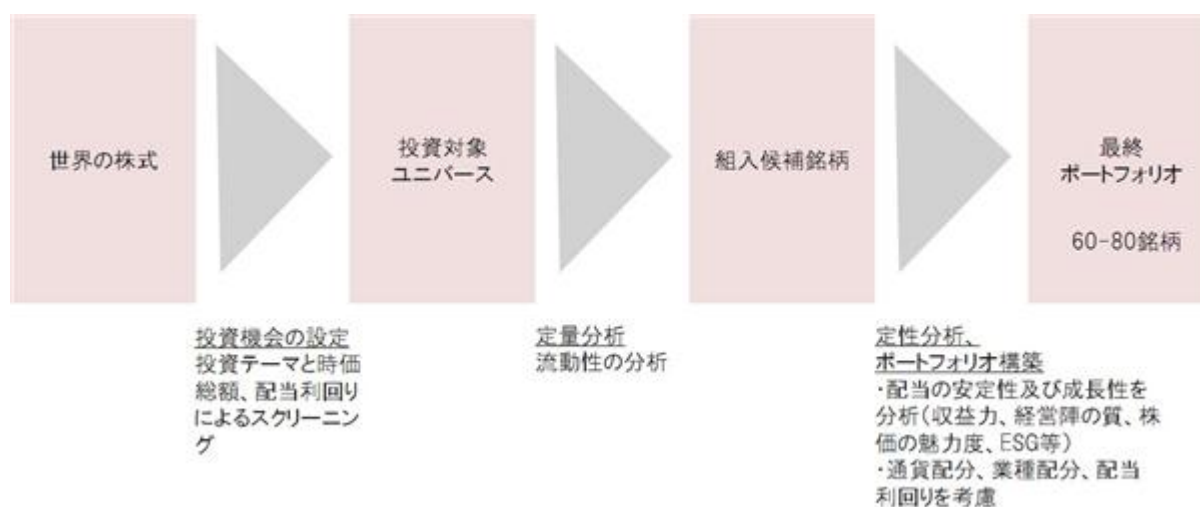 世界の株式
投資対象
ユニバース
組入候補銘柄
最終
ポートフォリオ
60-80銘柄
投資機会の設定
投資テーマと時価
総額、配当利回り
によるスクリーニン
グ
定量分析
流動性の分析
定性分析、
ポートフォリオ構築
・配当の安定性及び成長性を
分析(収益力、経営陣の質、株
価の魅力度、ESG等)
・通貨配分、業種配分、配当
利回りを考慮